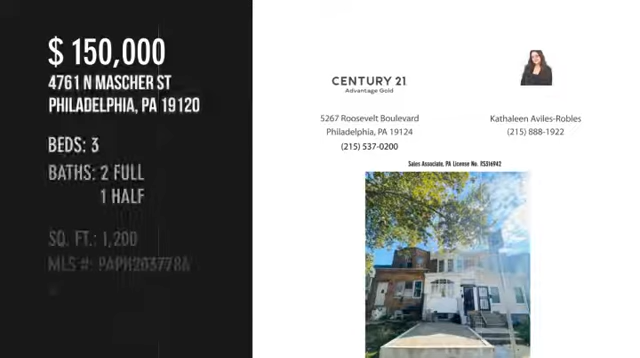 $ 150,000
4761 N MASCHER ST
PHILADELPHIA, PA 19120
BEDS: 3
BATHS: 2 FULL
1 HALF
SQ. FT.: 1,200
MLS #:
CENTURY 21
Advantage Gold
5267 Roosevelt Boulevard
Philadelphia, PA 19124
(215) 537-0200
Kathaleen Aviles-Robles
(215) 888-1922
Sales Associate, PA License No. RS316942